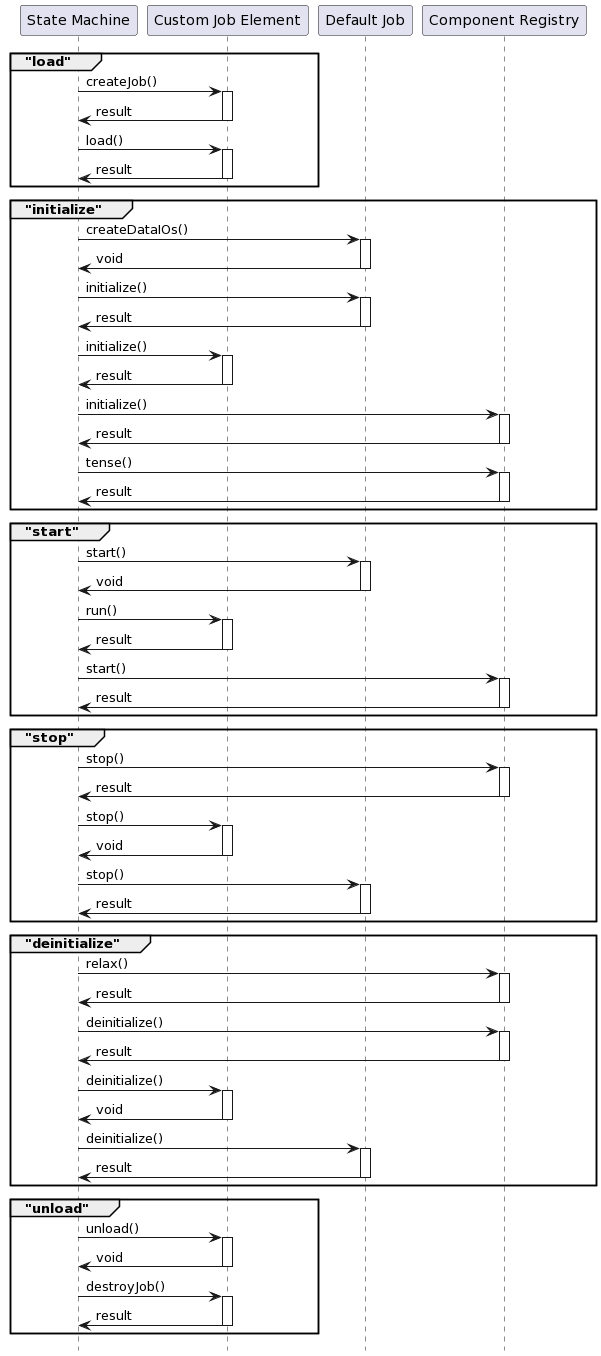 State Machine
Custom Job Element
Default Job
Component Registry
"load"
createJob()
result
load()
result
"initialize"
createDataIOs()
void
initialize()
result
initialize()
result
initialize()
result
tense()
result
"start"
start()
void
run()
result
start()
result
"stop"
stop()
result
stop()
void
stop()
result
"deinitialize"
relax()
result
deinitialize()
result
deinitialize()
void
deinitialize()
result
"unload"
unload()
void
destroyJob()
result